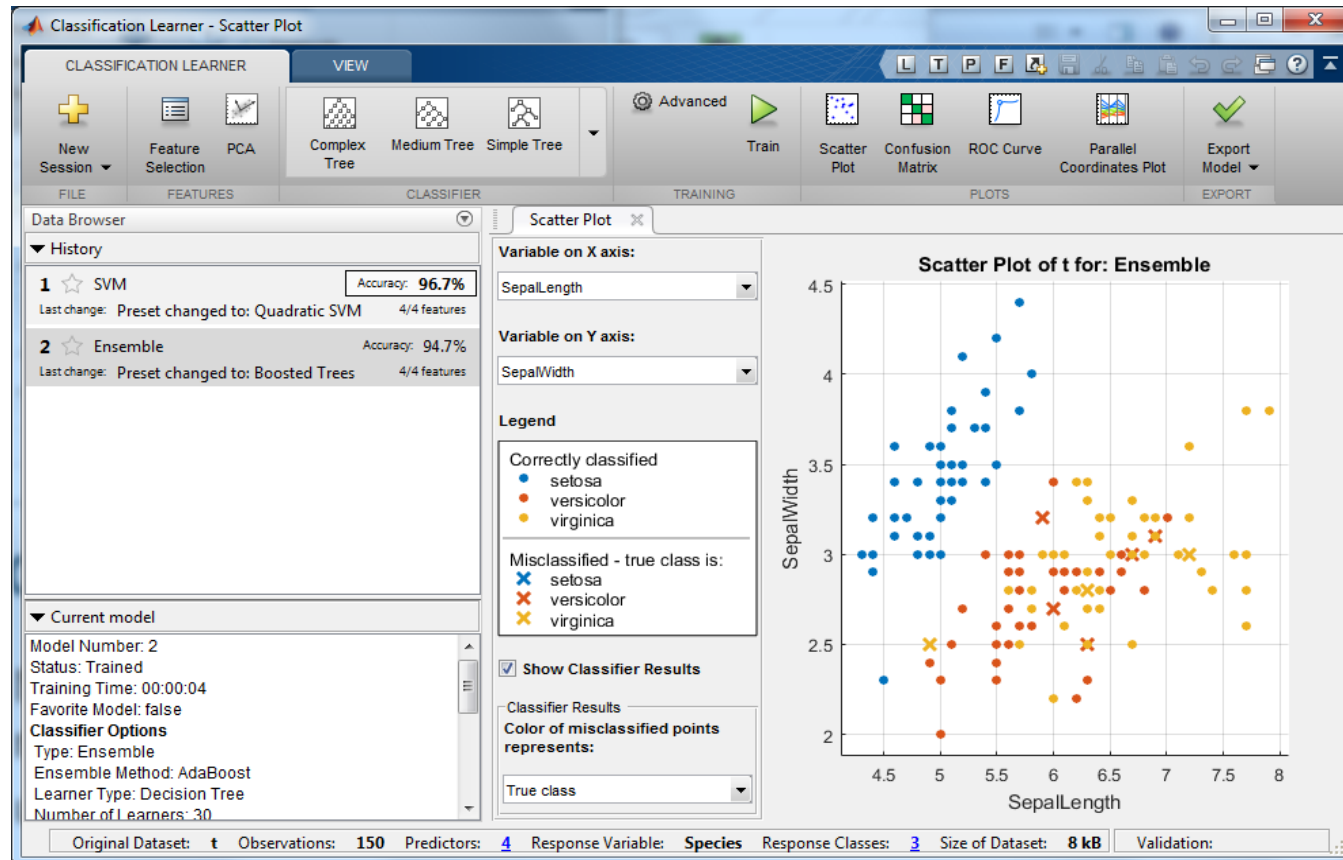 Classification Learner - Scatter Plot
CLASSIFICATION LEARNER VIEW
L T P F
New Session
Feature Selection
PCA
Complex Tree
Medium Tree
Simple Tree
Advanced
Train
Scatter Plot
Confusion Matrix
ROC Curve
Parallel Coordinates Plot
Export Model
FILE FEATURES CLASSIFIER TRAINING PLOTS EXPORT
Data Browser
History
1 SVM Accuracy: 96.7%
Last change: Preset changed to: Quadratic SVM 4/4 features
2 Ensemble Accuracy: 94.7%
Last change: Preset changed to: Boosted Trees 4/4 features
Current model
Model Number: 2
Status: Trained
Training Time: 00:00:04
Favorite Model: false
Classifier Options
Type: Ensemble
Ensemble Method: AdaBoost
Learner Type: Decision Tree
Number of Learners: 30
Scatter Plot
Variable on X axis:
SepalLength
Variable on Y axis:
SepalWidth
Legend
Correctly classified
setosa
versicolor
virginica
Misclassified - true class is:
setosa
versicolor
virginica
Show Classifier Results
Classifier Results
Color of misclassified points
represents:
True class
Scatter Plot of t for: Ensemble
4.5
4
3.5
3
2.5
2
SepalWidth
4.5 5 5.5 6 6.5 7 7.5 8
SepalLength
Original Dataset: t Observations: 150 Predictors: 4 Response Variable: Species Response Classes: 3 Size of Dataset: 8 kB Validation: